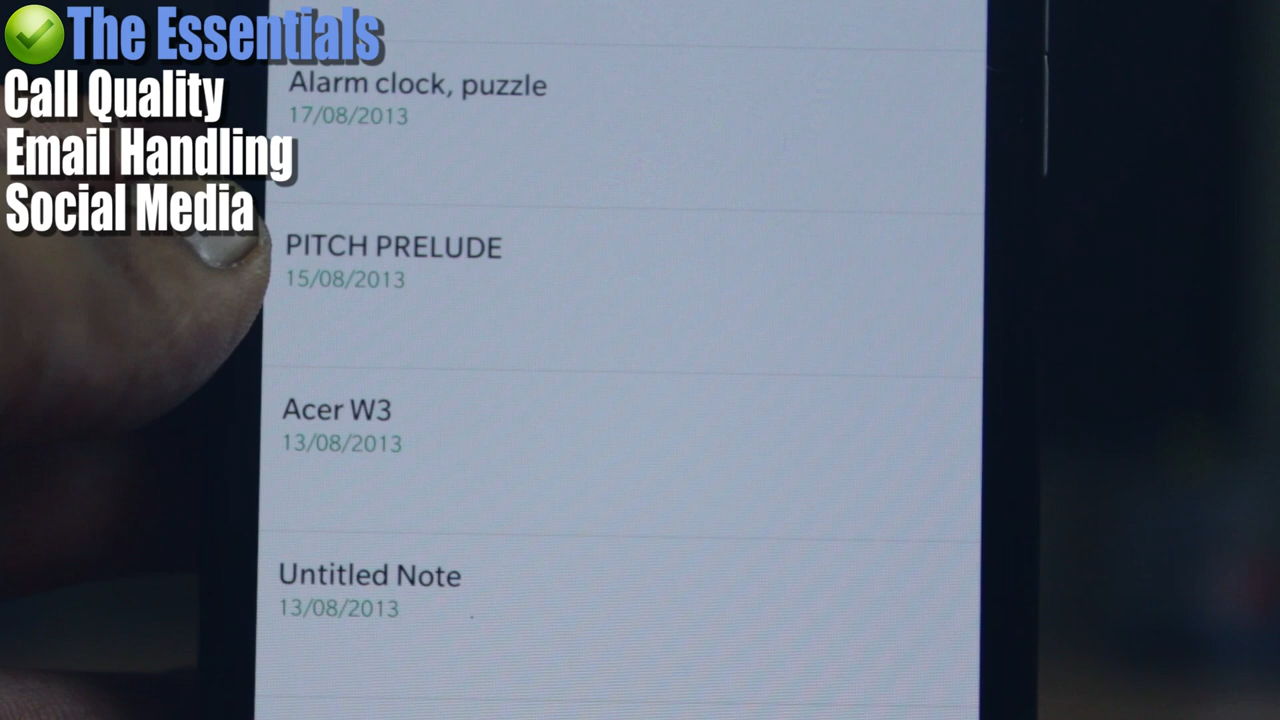 The Essentials
Call Quality
Email Handling
Social Media
Alarm clock, puzzle
17/08/2013
PITCH PRELUDE
15/08/2013
Acer W3
13/08/2013
Untitled Note
13/08/2013